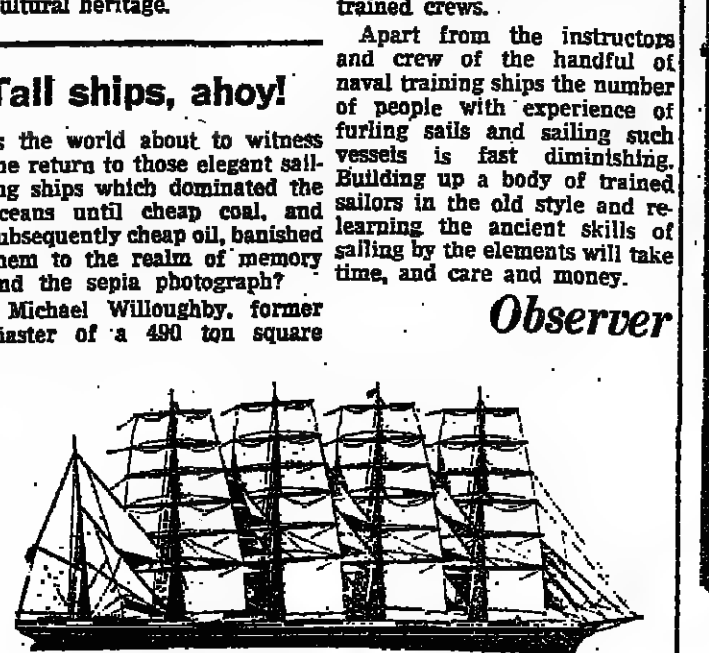 ultural heritage.
Tall ships, ahoy!
s the world about to witness
he return to those elegant sail-
ng ships which dominated the
ceans until cheap coal, and
ubsequently cheap oil, banished
hem to the realm of memory
nd the sepia photograph?
Michael Willoughby, former
master of a 490 ton square
trained crews.
Apart from the instructors
and crew of the handful of
naval training ships the number
of people with experience of
furling sails and sailing such
vessels is fast diminishing.
Building up a body of trained
sailors in the old style and re-
learning the ancient skills of
sailing by the elements will take
time, and care and money.
Observer